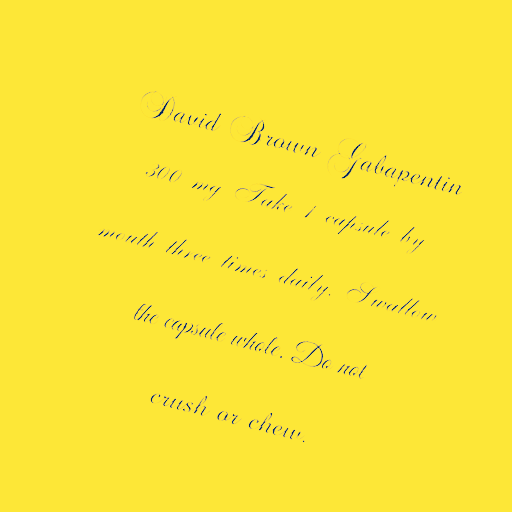 David Brown Gabapentin
300 mg Take 1 capsule by
mouth three times daily. Swallow
the capsule whole. Do not
crush or chew.